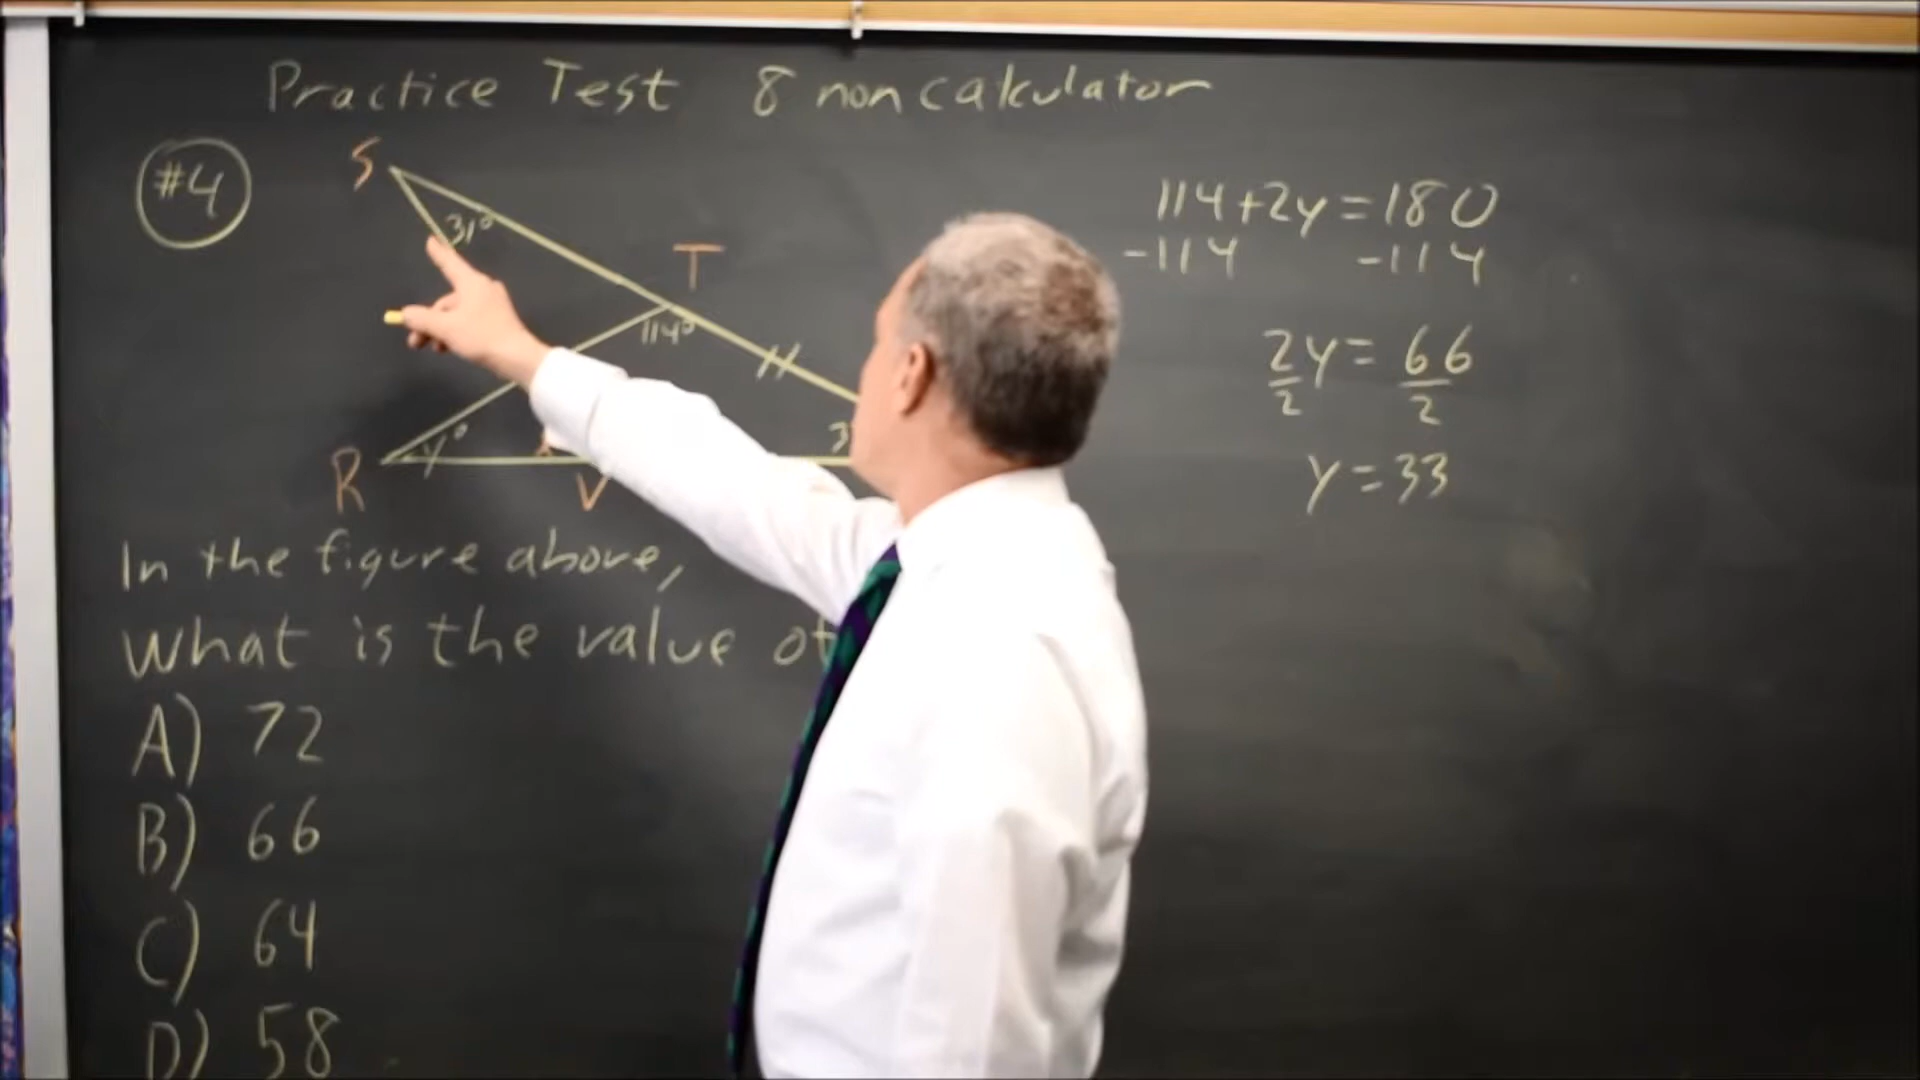 Practice Test 8 noncalculator
#4
S
31°
T
114°
y°
R
V
In the figure above,
What is the value of
A) 72
B) 66
C) 64
D) 58
114+2y=180
-114 -114
2y= 66
2 2
y=33